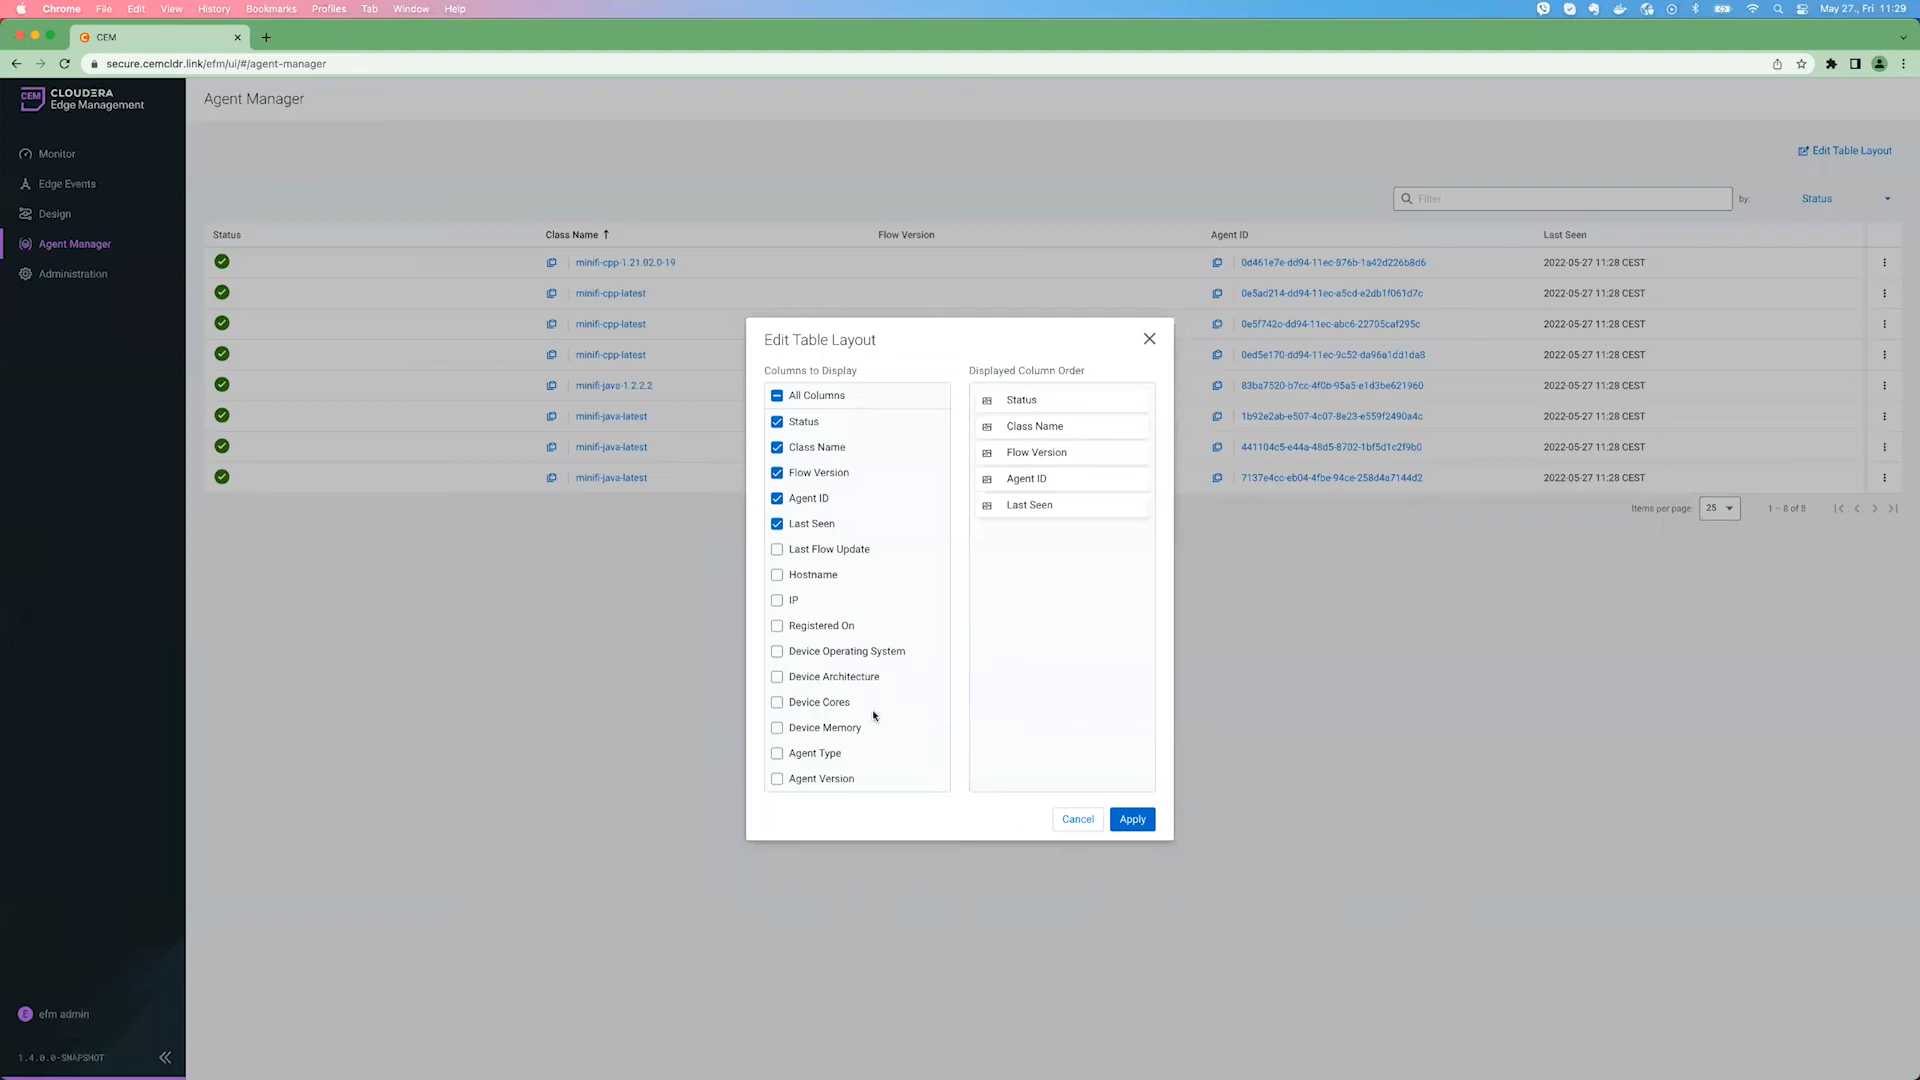 Chrome File Edit View History Bookmarks Profiles Tab Window Help May 27., Fri 11:29
CEM
secure.cemcldr.link/efm/ui/#/agent-manager
CEM CLOUDERA
Edge Management
Agent Manager
Monitor
Edge Events
Design
Agent Manager
Administration
Edit Table Layout
Filter by: Status
Status Class Name Flow Version Agent ID Last Seen
minifi-cpp-1.21.02.0-19 0d461e7e-dd94-11ec-876b-1a42d226b8d6 2022-05-27 11:28 CEST
minifi-cpp-latest 0e5ad214-dd94-11ec-a5cd-e2db1f061d7c 2022-05-27 11:28 CEST
minifi-cpp-latest 0e5f742c-dd94-11ec-abc6-22705caf295c 2022-05-27 11:28 CEST
minifi-cpp-latest 0ed5e170-dd94-11ec-9c52-da96a1dd1da8 2022-05-27 11:28 CEST
minifi-java-1.2.2.2 83ba7520-b7cc-4f0b-95a5-e1d3be621960 2022-05-27 11:28 CEST
minifi-java-latest 1b92e2ab-e507-4c07-8e23-e559f2490a4c 2022-05-27 11:28 CEST
minifi-java-latest 441104c5-e44a-48d5-8702-1bf5d1c2f9b0 2022-05-27 11:28 CEST
minifi-java-latest 7137e4cc-eb04-4fbe-94ce-258d4a7144d2 2022-05-27 11:28 CEST
Items per page: 25 1 – 8 of 8
Edit Table Layout
Columns to Display
All Columns
Status
Class Name
Flow Version
Agent ID
Last Seen
Last Flow Update
Hostname
IP
Registered On
Device Operating System
Device Architecture
Device Cores
Device Memory
Agent Type
Agent Version
Displayed Column Order
Status
Class Name
Flow Version
Agent ID
Last Seen
Cancel Apply
E efm admin
1.4.0.0-SNAPSHOT